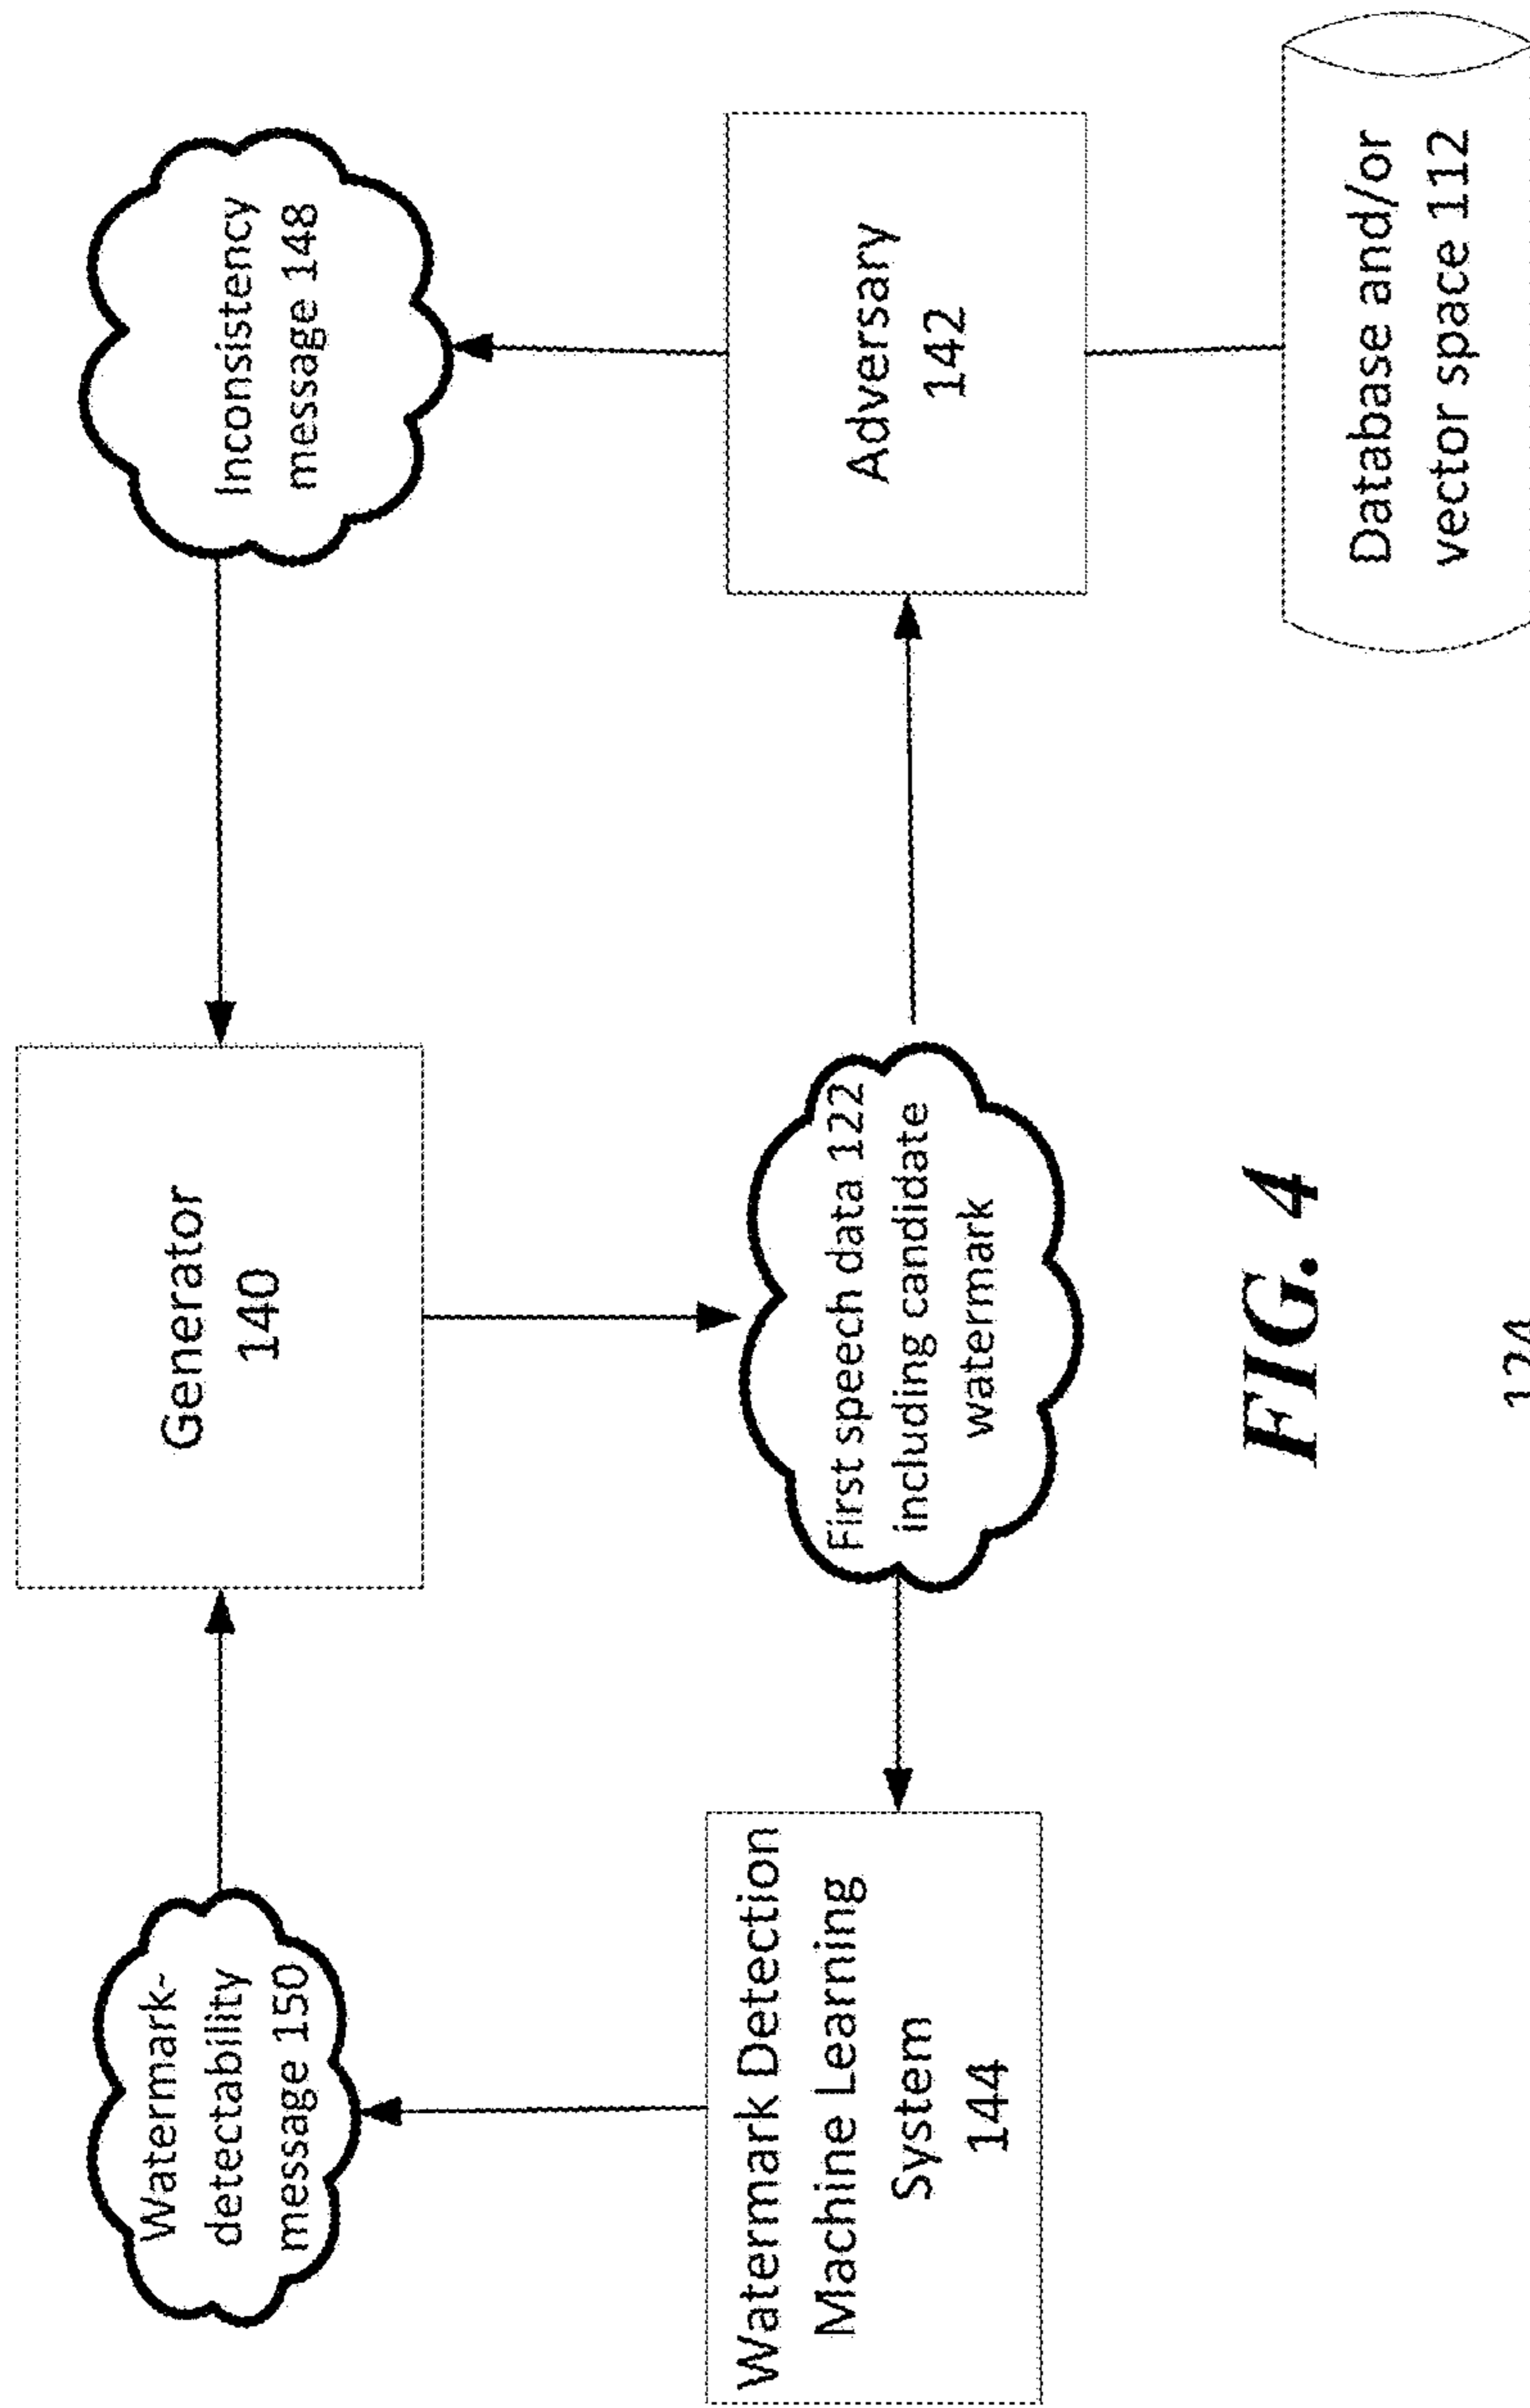 Watermark-
detectability
message 150
Generator
140
Inconsistency
message 148
Watermark Detection
Machine Learning
System
144
First speech data 122
including candidate
watermark
Adversary
142
Database and/or
vector space 112
FIG. 4
124